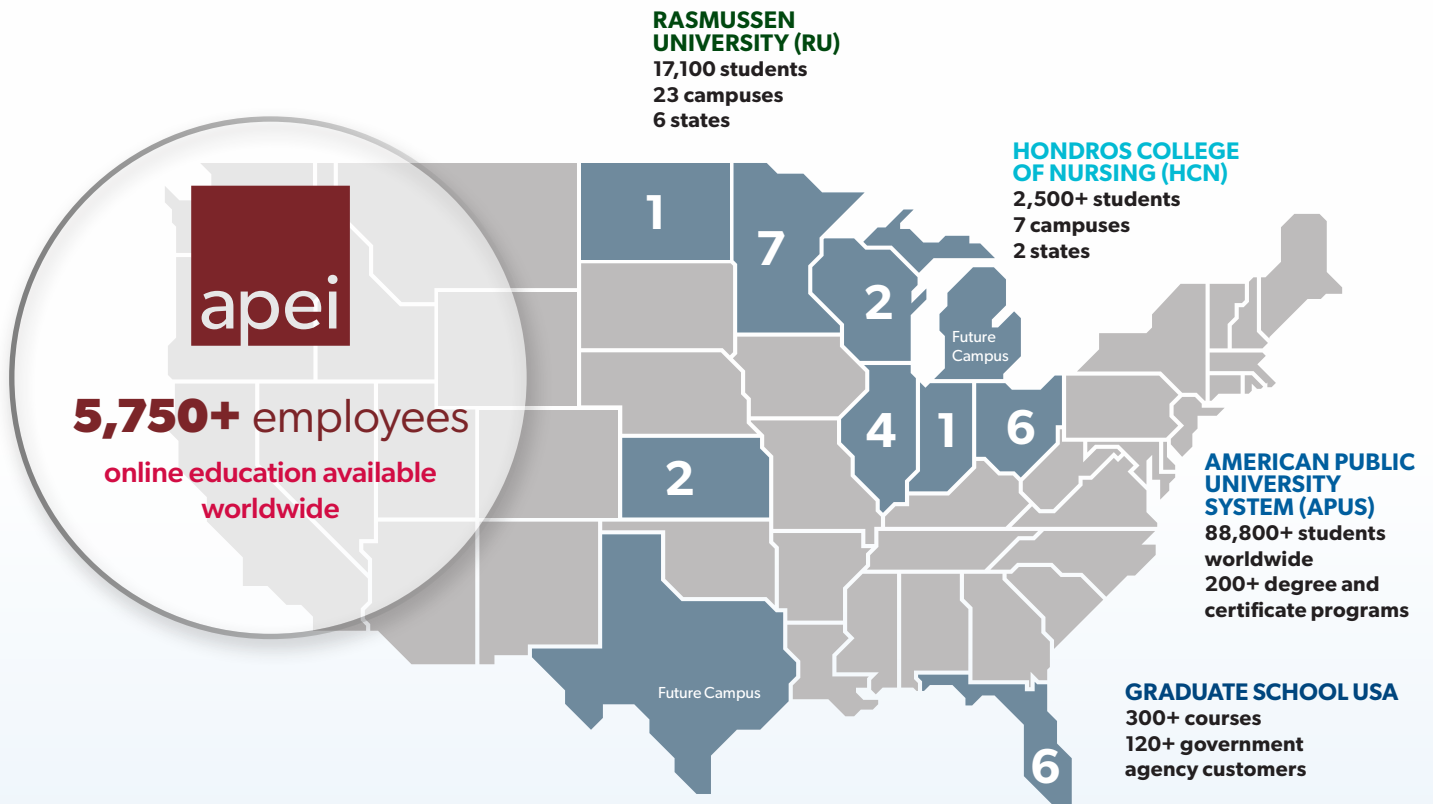 RASMUSSEN
UNIVERSITY (RU)
17,100 students
23 campuses
6 states
HONDROS COLLEGE
OF NURSING (HCN)
2,500+ students
7 campuses
2 states
apei
5,750+ employees
online education available
worldwide
1
7
2
Future
Campus
4
1
6
2
Future Campus
6
AMERICAN PUBLIC
UNIVERSITY
SYSTEM (APUS)
88,800+ students
worldwide
200+ degree and
certificate programs
GRADUATE SCHOOL USA
300+ courses
120+ government
agency customers